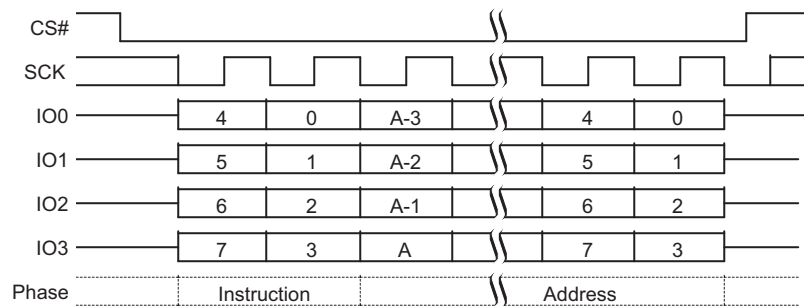 CS#
SCK
IO0 4 0 A-3 4 0
IO1 5 1 A-2 5 1
IO2 6 2 A-1 6 2
IO3 7 3 A 7 3
Phase Instruction Address